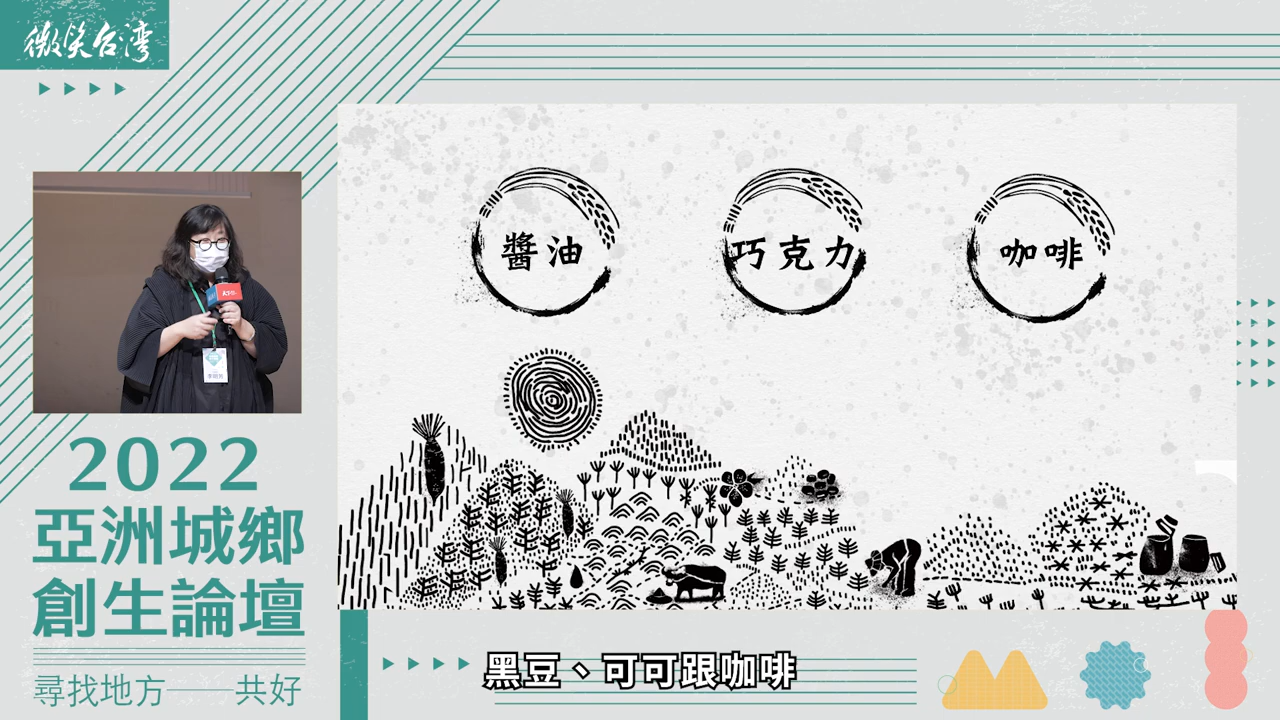 微笑台灣
2022
亞洲城鄉
創生論壇
尋找地方──共好
醬油
巧克力
咖啡
黑豆、可可跟咖啡